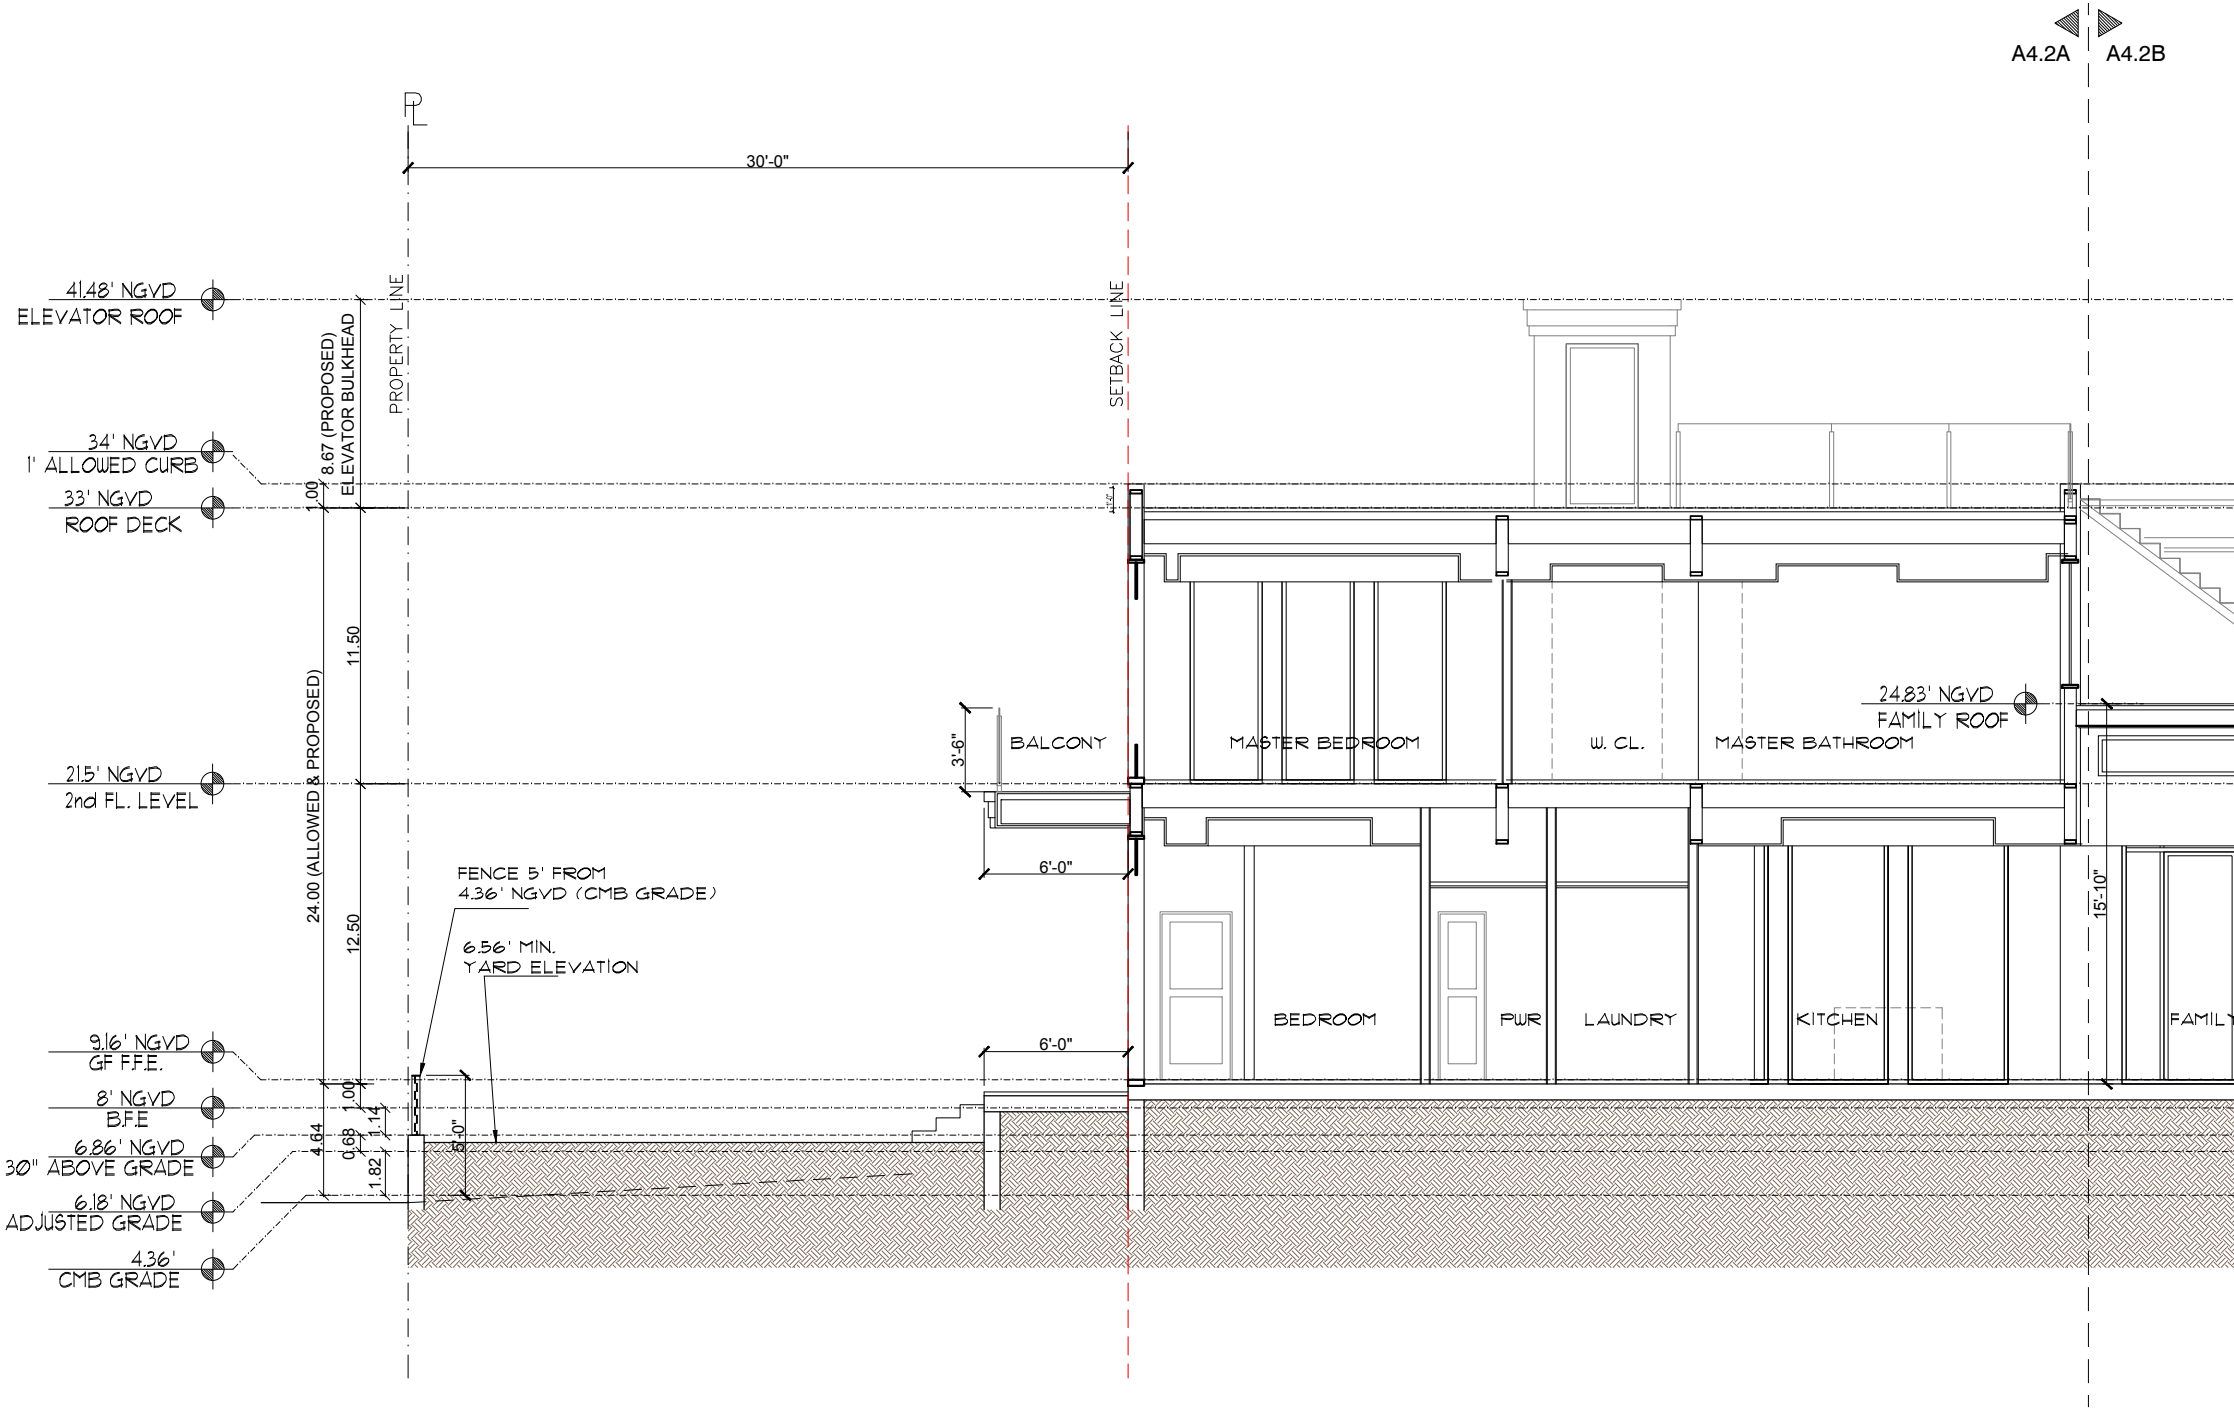 A4.2A
A4.2B
PL
30'-0"
41.48' NGVD
ELEVATOR ROOF
PROPERTY LINE
SETBACK LINE
8.67 (PROPOSED)
ELEVATOR BULKHEAD
34' NGVD
1' ALLOWED CURB
1.00
33' NGVD
ROOF DECK
1'-0"
11.50
24.00 (ALLOWED & PROPOSED)
24.83' NGVD
FAMILY ROOF
3'-6"
BALCONY
MASTER BEDROOM
W. CL.
MASTER BATHROOM
21.5' NGVD
2nd FL. LEVEL
6'-0"
FENCE 5' FROM
4.36' NGVD (CMB GRADE)
15'-10"
12.50
6.56' MIN.
YARD ELEVATION
BEDROOM
PWR
LAUNDRY
KITCHEN
FAMILY
9.16' NGVD
GF F.F.E.
6'-0"
8' NGVD
B.F.E
1.00
1.14
4.64
0.68
5'-0"
6.86' NGVD
30" ABOVE GRADE
1.82
6.18' NGVD
ADJUSTED GRADE
4.36'
CMB GRADE